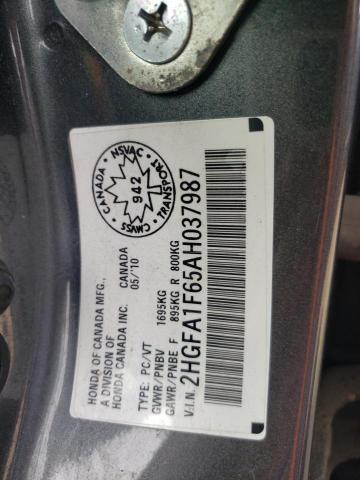 HONDA OF CANADA MFG.,
A DIVISION OF
HONDA CANADA INC. CANADA
05/'10
TYPE: PC/VT
GVWR/PNBV 1695KG
GAWR/PNBE F 895KG R 800KG
V.I.N. 2HGFA1F65AH037987
CANADA NSVAC TRANSPORT CMVSS
942